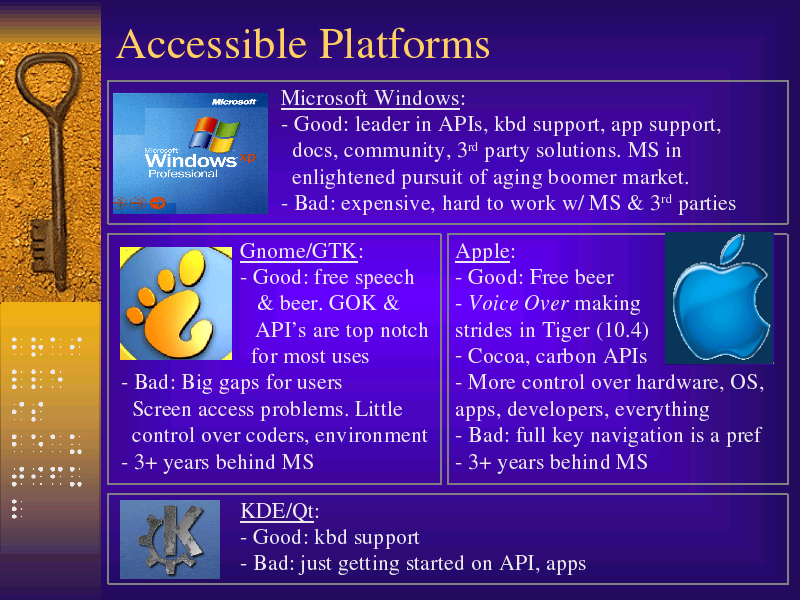 Accessible Platforms
Microsoft
Microsoft
Windows xp
Professional
Microsoft Windows:
- Good: leader in APIs, kbd support, app support,
docs, community, 3rd party solutions. MS in
enlightened pursuit of aging boomer market.
- Bad: expensive, hard to work w/ MS & 3rd parties
Gnome/GTK:
- Good: free speech
& beer. GOK &
API’s are top notch
for most uses
- Bad: Big gaps for users
Screen access problems. Little
control over coders, environment
- 3+ years behind MS
Apple:
- Good: Free beer
- Voice Over making
strides in Tiger (10.4)
- Cocoa, carbon APIs
- More control over hardware, OS,
apps, developers, everything
- Bad: full key navigation is a pref
- 3+ years behind MS
KDE/Qt:
- Good: kbd support
- Bad: just getting started on API, apps